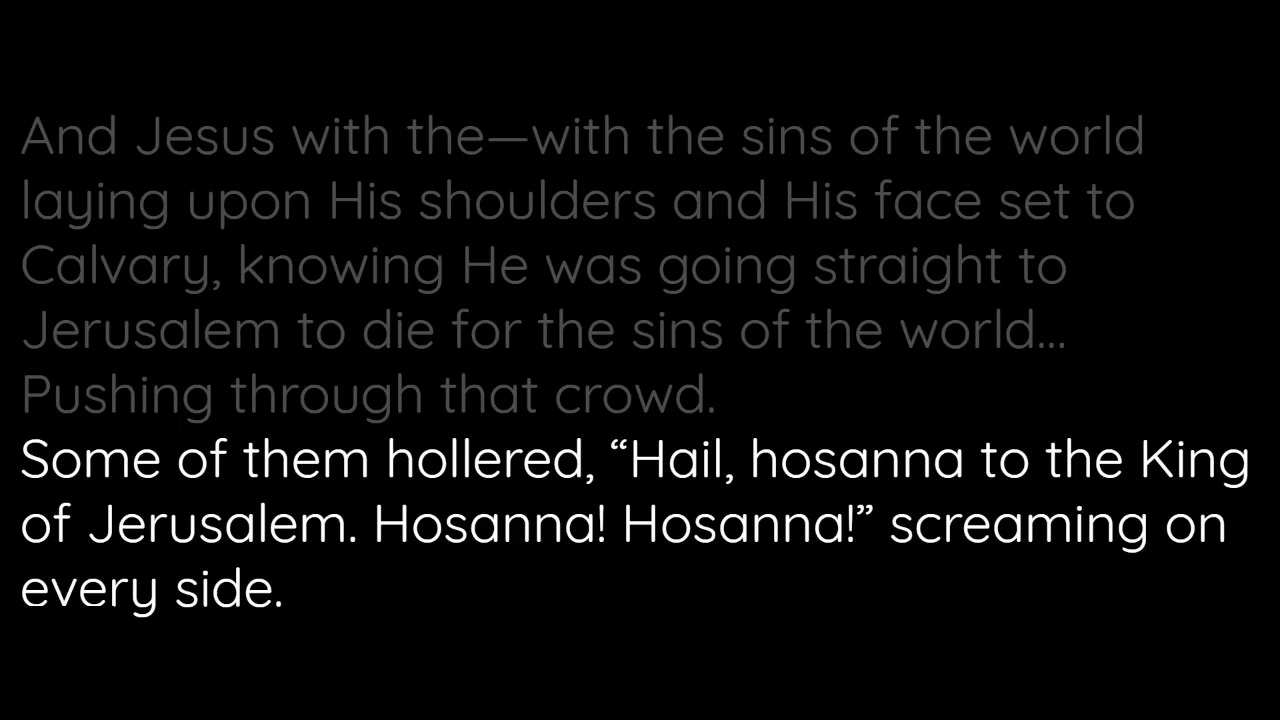 And Jesus with the—with the sins of the world
laying upon His shoulders and His face set to
Calvary, knowing He was going straight to
Jerusalem to die for the sins of the world...
Pushing through that crowd.
Some of them hollered, “Hail, hosanna to the King
of Jerusalem. Hosanna! Hosanna!” screaming on
every side.